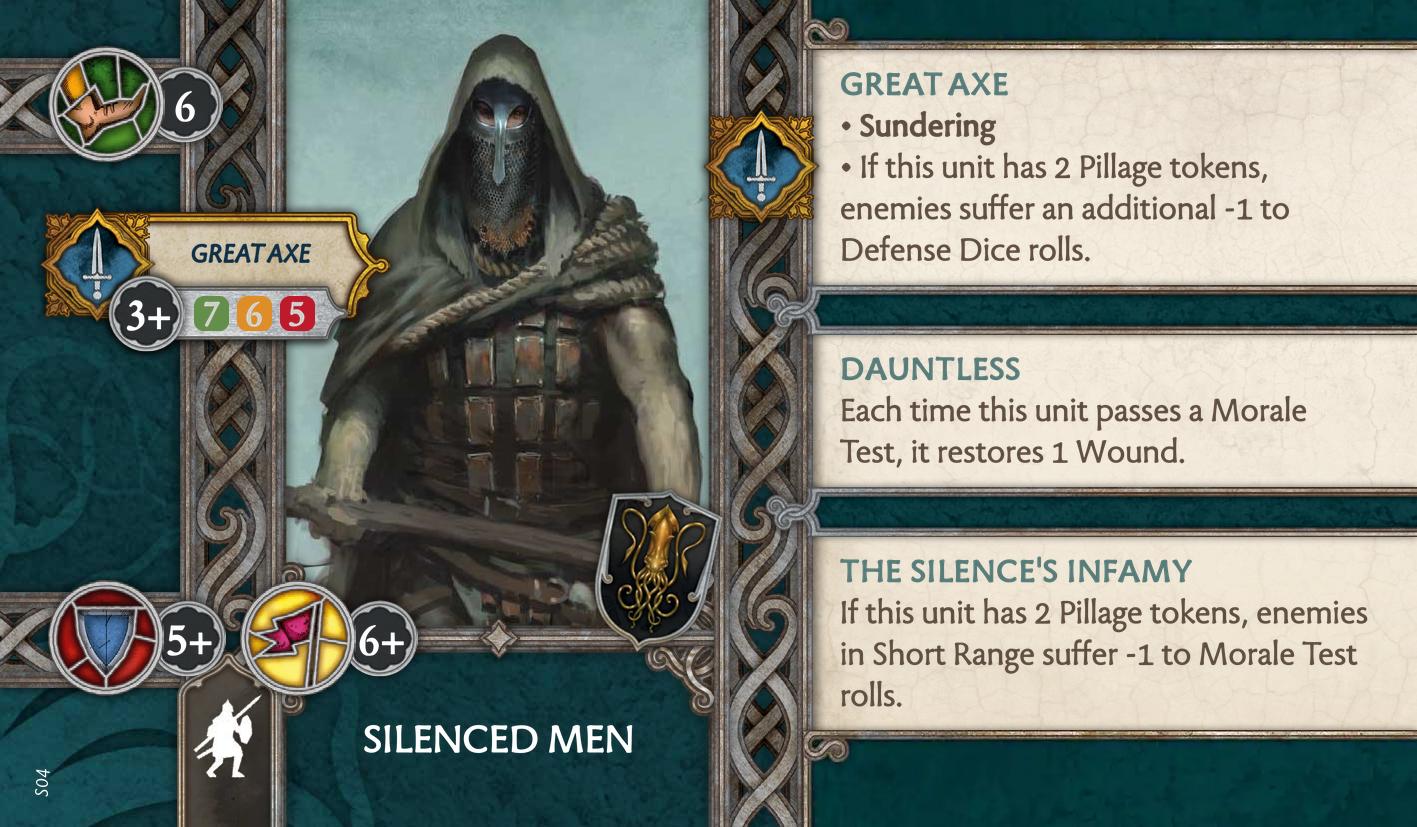 6
GREAT AXE
3+ 7 6 5
5+ 6+
SILENCED MEN
S04
GREAT AXE
• Sundering
• If this unit has 2 Pillage tokens,
enemies suffer an additional -1 to
Defense Dice rolls.
DAUNTLESS
Each time this unit passes a Morale
Test, it restores 1 Wound.
THE SILENCE'S INFAMY
If this unit has 2 Pillage tokens, enemies
in Short Range suffer -1 to Morale Test
rolls.